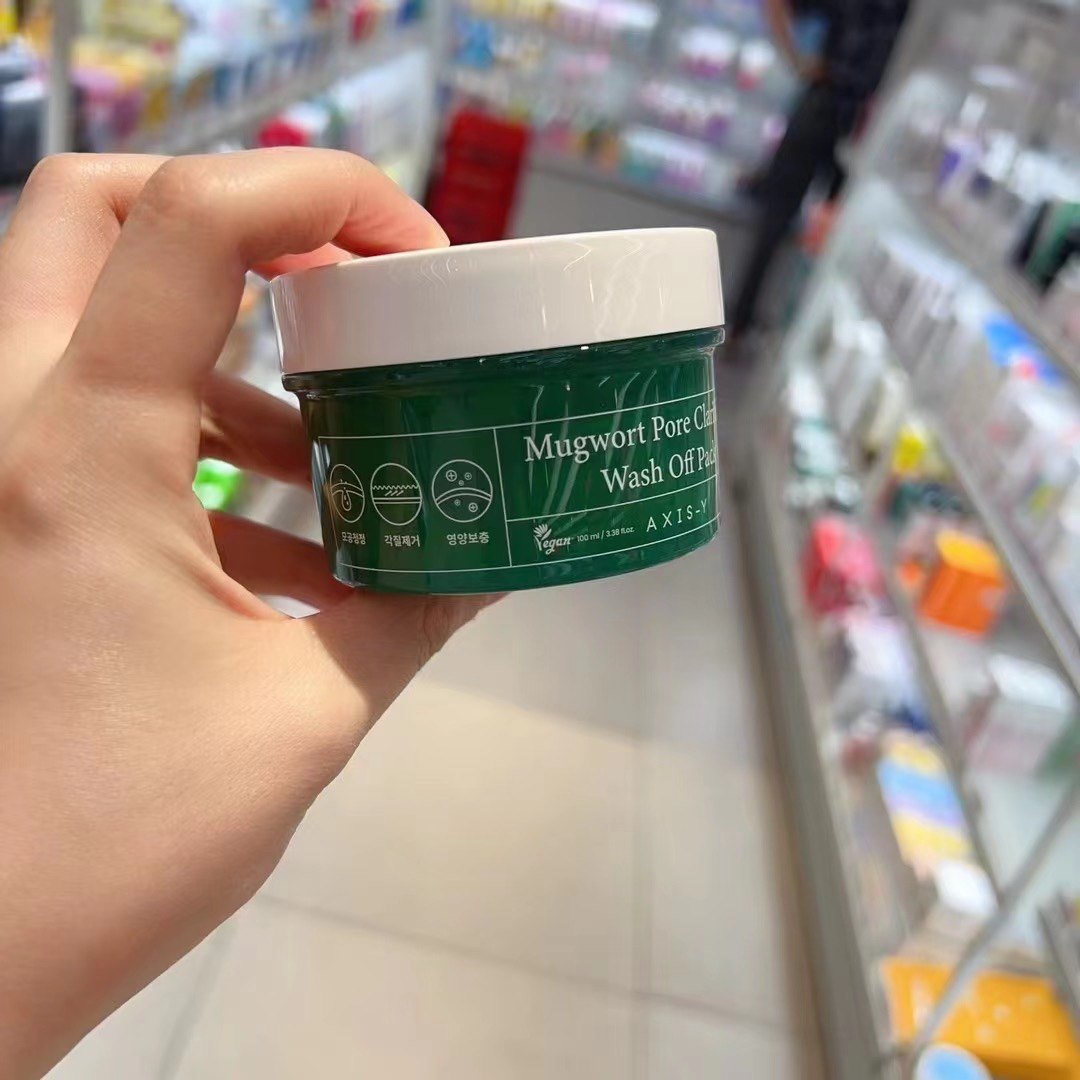 Mugwort Pore Clari
Wash Off Pack
Vegan 100 ml / 3.38 fl.oz. AXIS-Y
모공청정 각질제거 영양보충